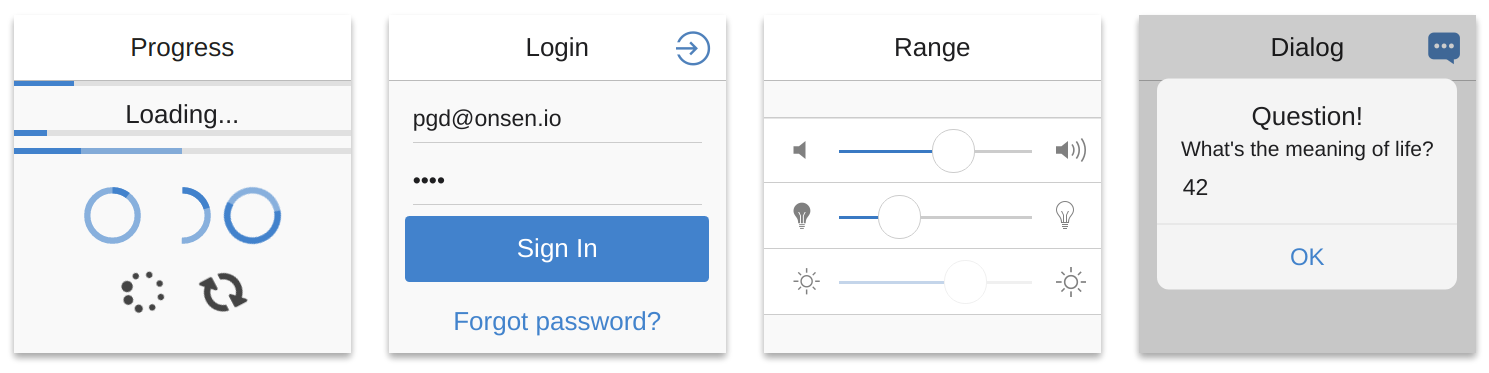 Progress
Loading...
Login
pgd@onsen.io
••••
Sign In
Forgot password?
Range
Dialog
Question!
What's the meaning of life?
42
OK